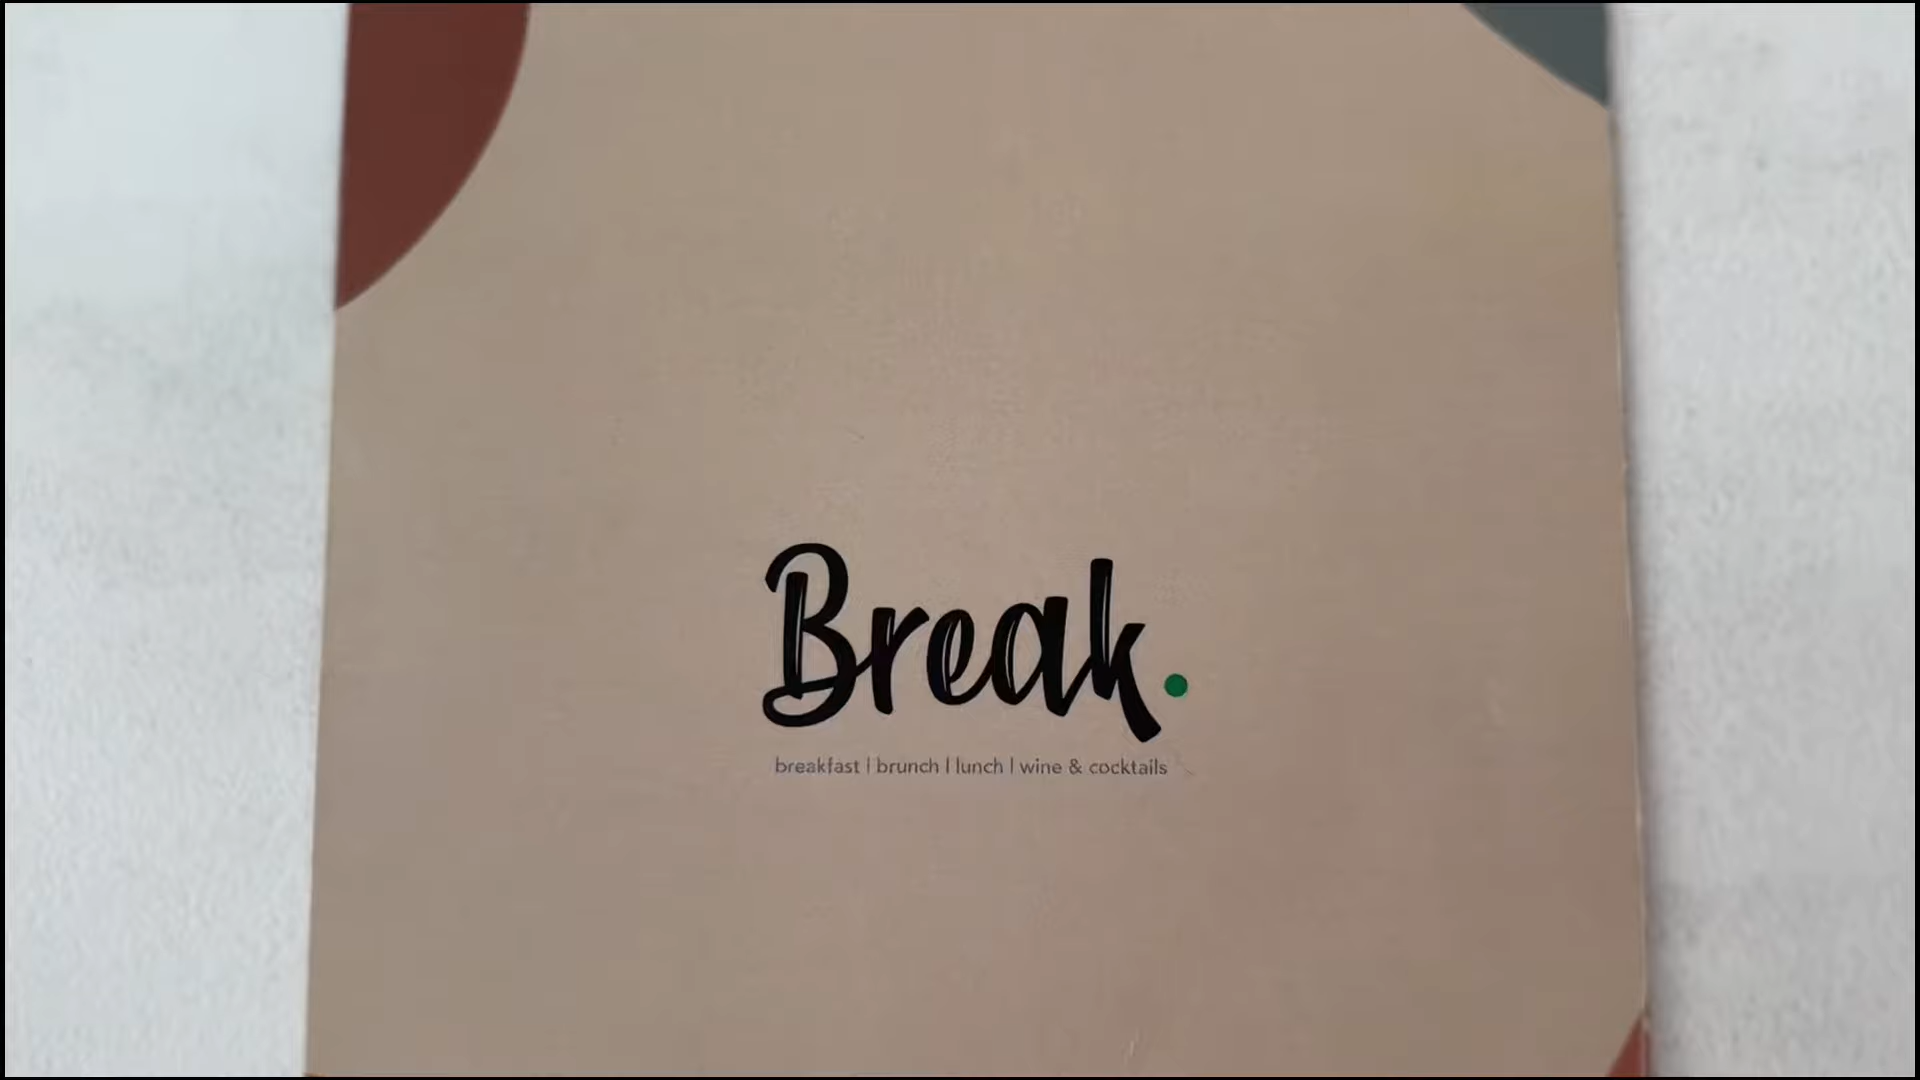 Break.
breakfast | brunch | lunch | wine & cocktails